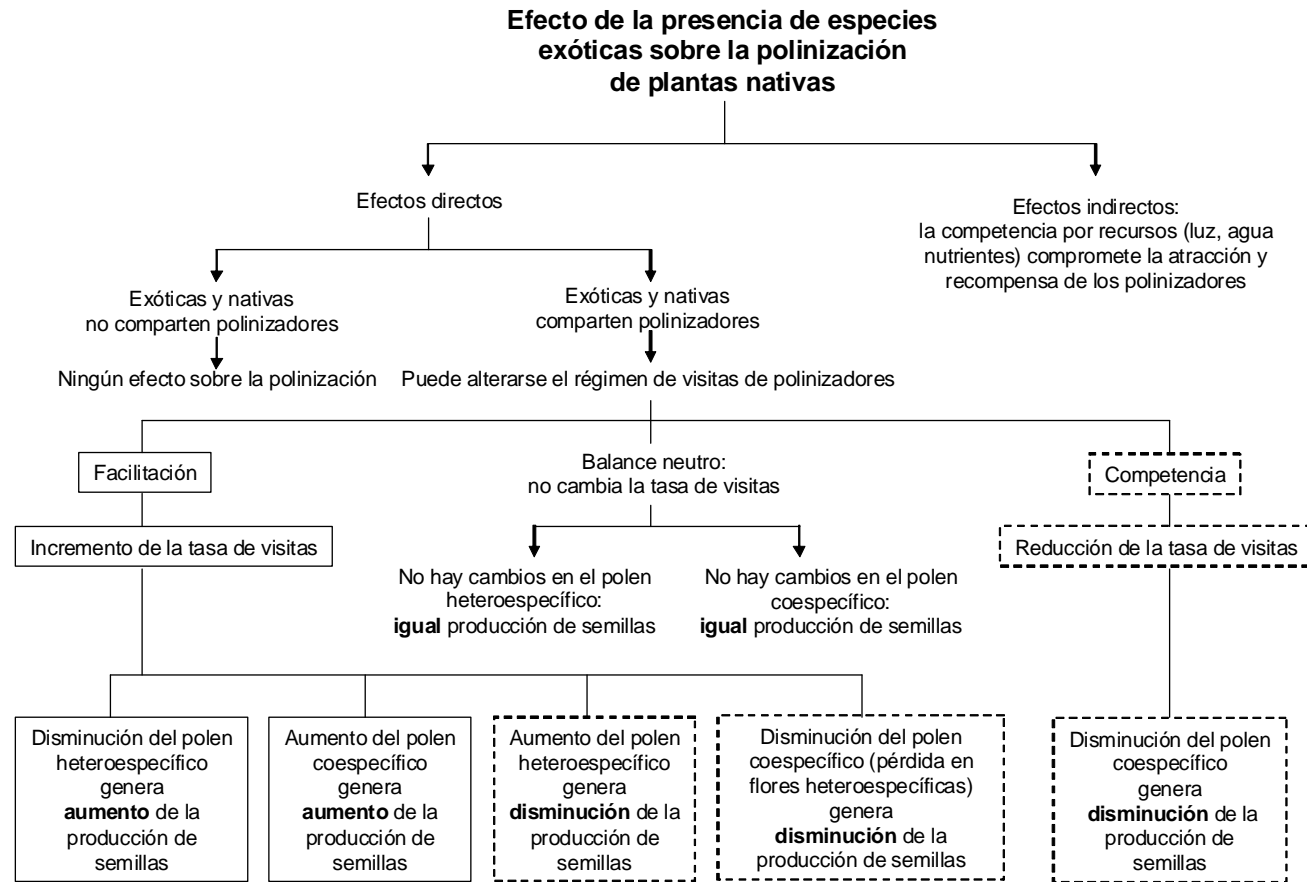 Efecto de la presencia de especies
exóticas sobre la polinización
de plantas nativas
Efectos directos
Efectos indirectos:
la competencia por recursos (luz, agua
nutrientes) compromete la atracción y
recompensa de los polinizadores
Exóticas y nativas
no comparten polinizadores
Exóticas y nativas
comparten polinizadores
Ningún efecto sobre la polinización
Puede alterarse el régimen de visitas de polinizadores
Facilitación
Balance neutro:
no cambia la tasa de visitas
Competencia
Incremento de la tasa de visitas
Reducción de la tasa de visitas
No hay cambios en el polen
heteroespecífico:
igual producción de semillas
No hay cambios en el polen
coespecífico:
igual producción de semillas
Disminución del polen
heteroespecífico
genera
aumento de la
producción de
semillas
Aumento del polen
coespecífico
genera
aumento de la
producción de
semillas
Aumento del polen
heteroespecífico
genera
disminución de la
producción de
semillas
Disminución del polen
coespecífico (pérdida en
flores heteroespecíficas)
genera
disminución de la
producción de semillas
Disminución del polen
coespecífico
genera
disminución de la
producción de
semillas